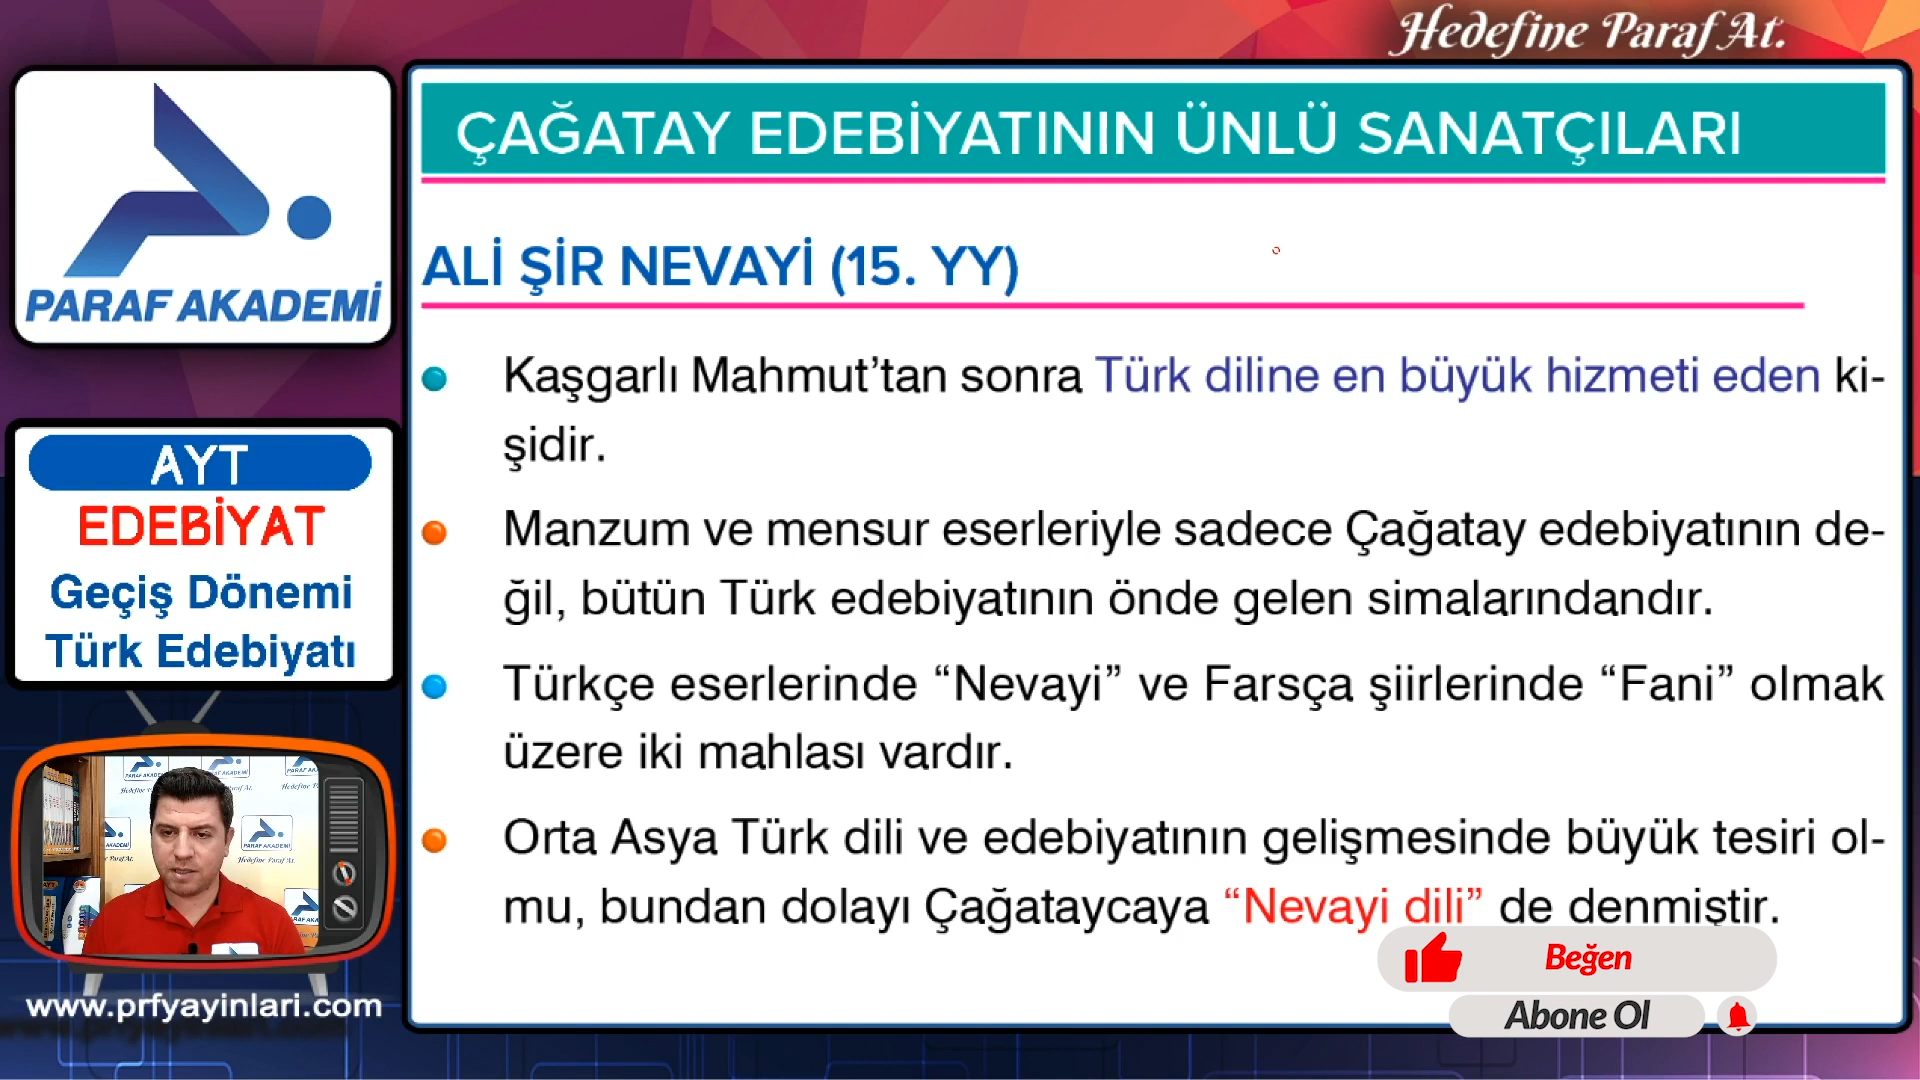 Hedefine Paraf At.
PARAF AKADEMİ
ÇAĞATAY EDEBİYATININ ÜNLÜ SANATÇILARI
ALİ ŞİR NEVAYİ (15. YY)
Kaşgarlı Mahmut’tan sonra Türk diline en büyük hizmeti eden ki-
şidir.
Manzum ve mensur eserleriyle sadece Çağatay edebiyatının de-
ğil, bütün Türk edebiyatının önde gelen simalarındandır.
Türkçe eserlerinde “Nevayi” ve Farsça şiirlerinde “Fani” olmak
üzere iki mahlası vardır.
Orta Asya Türk dili ve edebiyatının gelişmesinde büyük tesiri ol-
mu, bundan dolayı Çağataycaya “Nevayi dili” de denmiştir.
AYT
EDEBİYAT
Geçiş Dönemi
Türk Edebiyatı
www.prfyayinlari.com
Beğen
Abone Ol